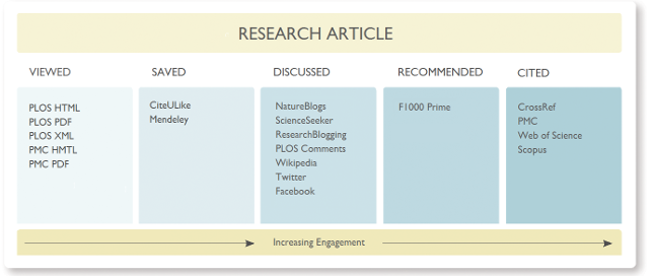 RESEARCH ARTICLE
VIEWED
PLOS HTML
PLOS PDF
PLOS XML
PMC HMTL
PMC PDF
SAVED
CiteULike
Mendeley
DISCUSSED
NatureBlogs
ScienceSeeker
ResearchBlogging
PLOS Comments
Wikipedia
Twitter
Facebook
RECOMMENDED
F1000 Prime
CITED
CrossRef
PMC
Web of Science
Scopus
Increasing Engagement